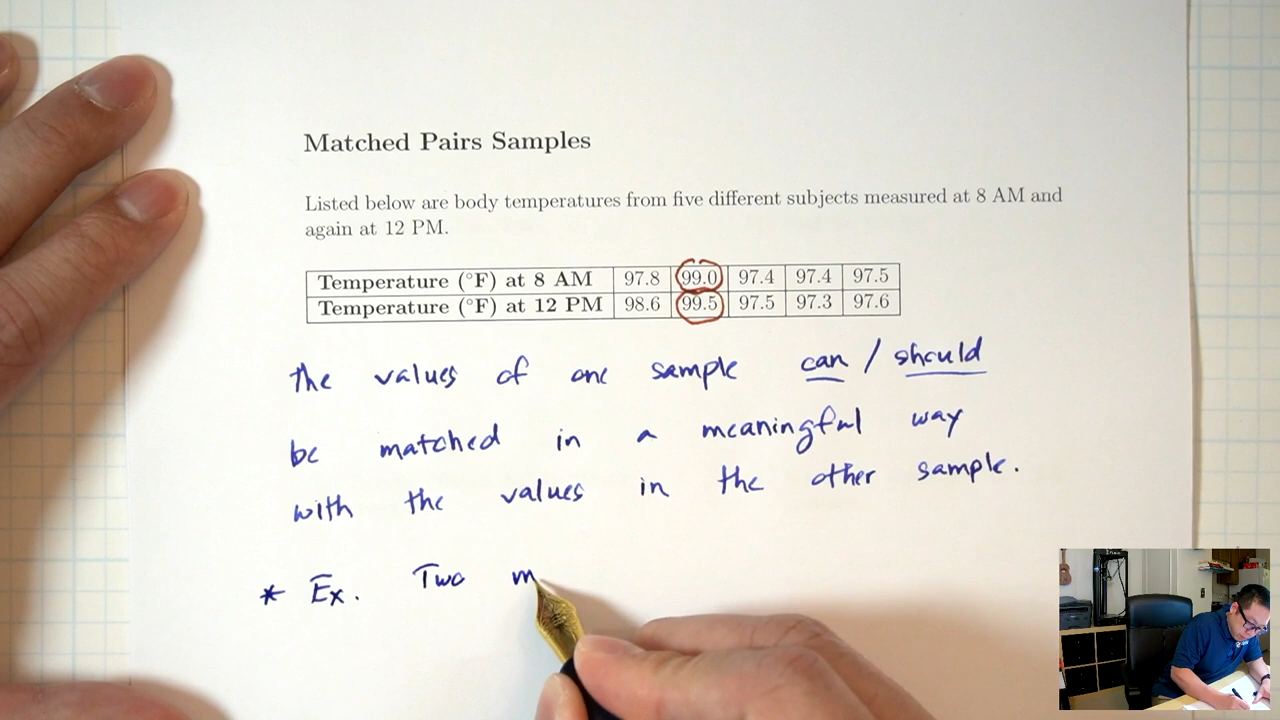 Matched Pairs Samples
Listed below are body temperatures from five different subjects measured at 8 AM and
again at 12 PM.
Temperature (°F) at 8 AM 97.8 99.0 97.4 97.4 97.5
Temperature (°F) at 12 PM 98.6 99.5 97.5 97.3 97.6
the values of one sample can / should
be matched in a meaningful way
with the values in the other sample.
* Ex. Two m